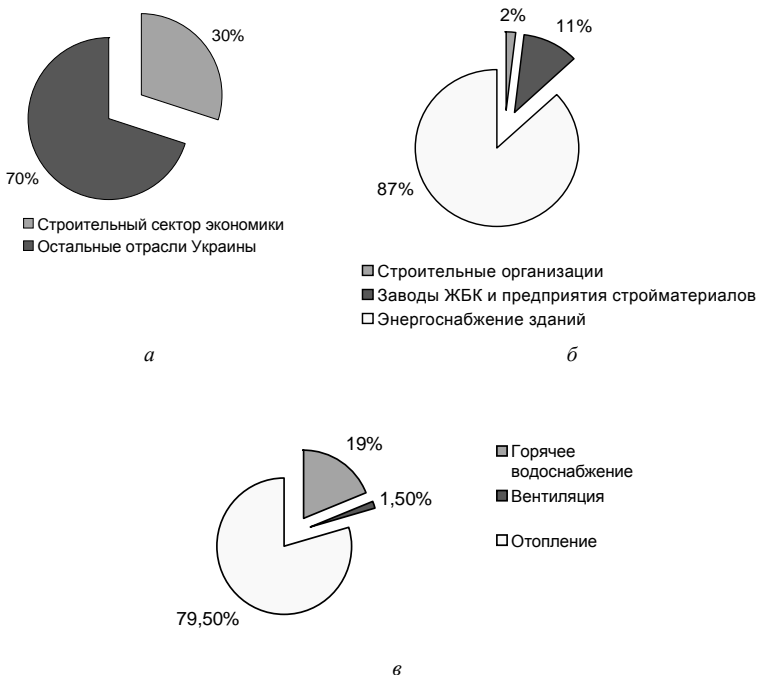 30%
70%
Строительный сектор экономики
Остальные отрасли Украины
а
2%
11%
87%
Строительные организации
Заводы ЖБК и предприятия стройматериалов
Энергоснабжение зданий
б
19%
1,50%
79,50%
Горячее
водоснабжение
Вентиляция
Отопление
в